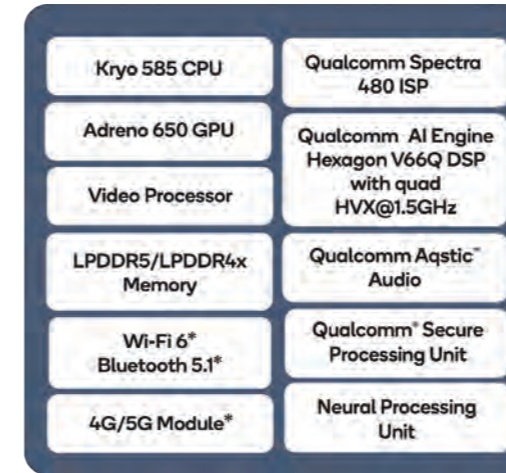 Kryo 585 CPU
Adreno 650 GPU
Video Processor
LPDDR5/LPDDR4x
Memory
Wi-Fi 6*
Bluetooth 5.1*
4G/5G Module*
Qualcomm Spectra
480 ISP
Qualcomm AI Engine
Hexagon V66Q DSP
with quad
HVX@1.5GHz
Qualcomm Aqstic™
Audio
Qualcomm® Secure
Processing Unit
Neural Processing
Unit